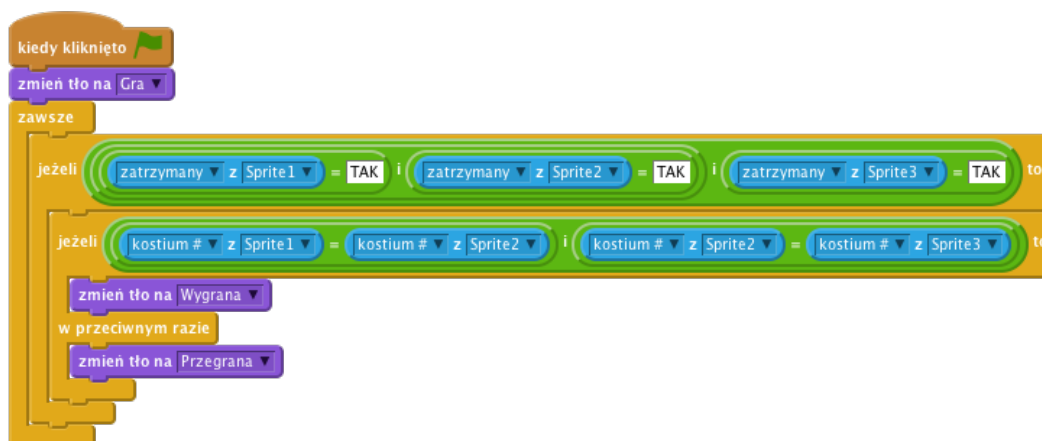 kiedy kliknięto
zmień tło na Gra
zawsze
jeżeli zatrzymany z Sprite1 = TAK i zatrzymany z Sprite2 = TAK i zatrzymany z Sprite3 = TAK to
jeżeli kostium # z Sprite1 = kostium # z Sprite2 i kostium # z Sprite2 = kostium # z Sprite3 to
zmień tło na Wygrana
w przeciwnym razie
zmień tło na Przegrana